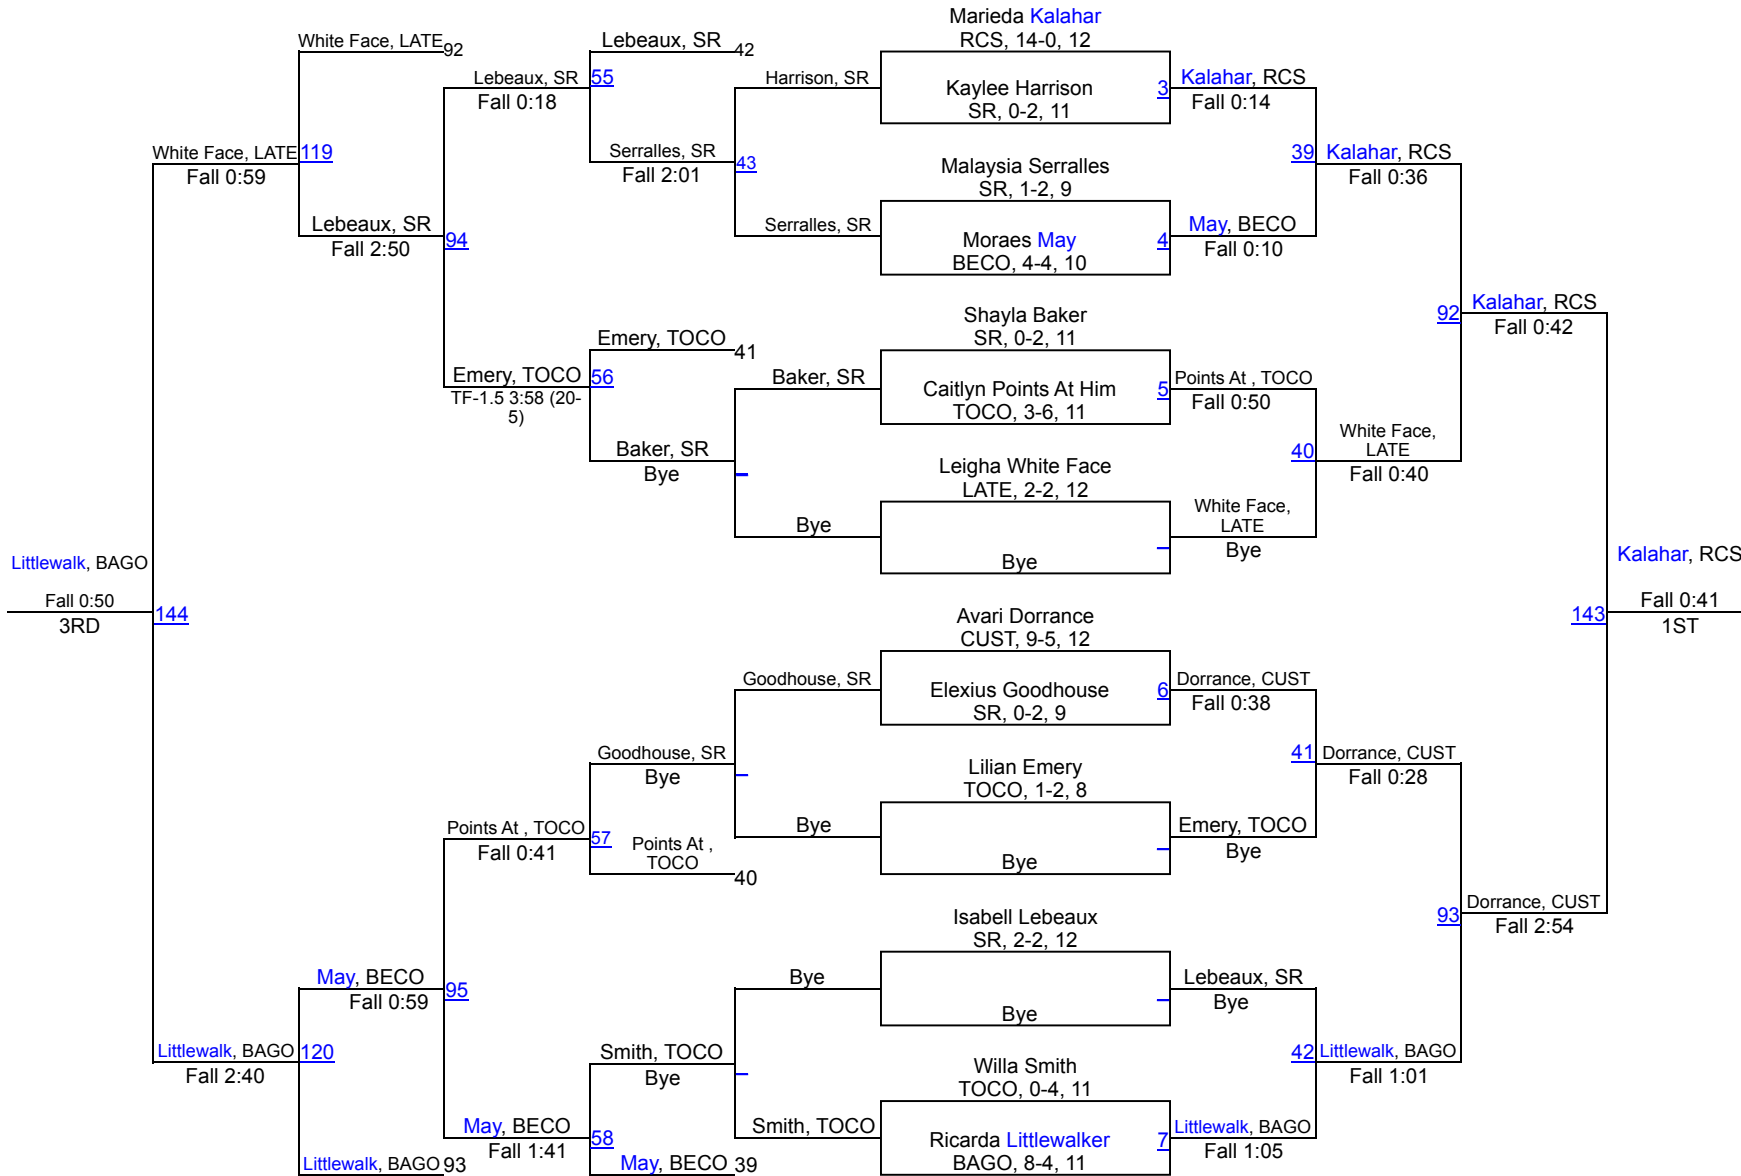 Marieda Kalahar
RCS, 14-0, 12
Kaylee Harrison
SR, 0-2, 11
3
Malaysia Serralles
SR, 1-2, 9
Moraes May
BECO, 4-4, 10
4
Shayla Baker
SR, 0-2, 11
Caitlyn Points At Him
TOCO, 3-6, 11
5
Leigha White Face
LATE, 2-2, 12
Bye
Avari Dorrance
CUST, 9-5, 12
Elexius Goodhouse
SR, 0-2, 9
6
Lilian Emery
TOCO, 1-2, 8
Bye
Isabell Lebeaux
SR, 2-2, 12
Bye
Willa Smith
TOCO, 0-4, 11
Ricarda Littlewalker
BAGO, 8-4, 11
7
Kalahar, RCS
Fall 0:14
May, BECO
Fall 0:10
Points At , TOCO
Fall 0:50
White Face,
LATE
Bye
Dorrance, CUST
Fall 0:38
Emery, TOCO
Bye
Lebeaux, SR
Bye
Littlewalk, BAGO
Fall 1:05
39
Kalahar, RCS
Fall 0:36
40
White Face,
LATE
Fall 0:40
41
Dorrance, CUST
Fall 0:28
42
Littlewalk, BAGO
Fall 1:01
92
Kalahar, RCS
Fall 0:42
93
Dorrance, CUST
Fall 2:54
143
Kalahar, RCS
Fall 0:41
1ST
Harrison, SR
Serralles, SR
Baker, SR
Bye
Goodhouse, SR
Bye
Bye
Smith, TOCO
Lebeaux, SR
42
43
Serralles, SR
Fall 2:01
Emery, TOCO
41
Baker, SR
Bye
Goodhouse, SR
Bye
Points At ,
TOCO
40
Smith, TOCO
Bye
May, BECO
39
55
Lebeaux, SR
Fall 0:18
56
Emery, TOCO
TF-1.5 3:58 (20-
5)
57
Points At , TOCO
Fall 0:41
58
May, BECO
Fall 1:41
White Face, LATE
92
94
Lebeaux, SR
Fall 2:50
95
May, BECO
Fall 0:59
Littlewalk, BAGO
93
119
White Face, LATE
Fall 0:59
120
Littlewalk, BAGO
Fall 2:40
144
Littlewalk, BAGO
Fall 0:50
3RD